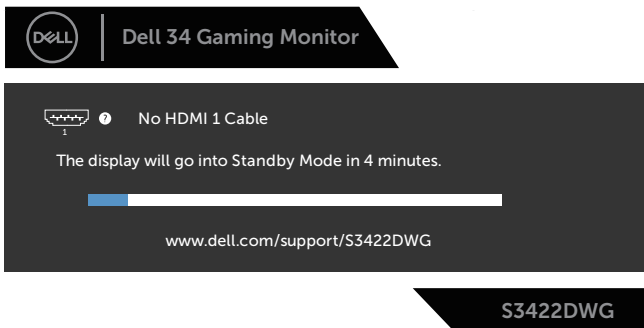 DELL
Dell 34 Gaming Monitor
? No HDMI 1 Cable
1
The display will go into Standby Mode in 4 minutes.
www.dell.com/support/S3422DWG
S3422DWG